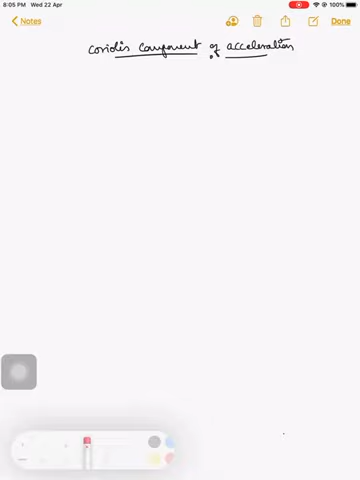 8:05 PM Wed 22 Apr 100%
Notes Done
coriolis component of acceleration